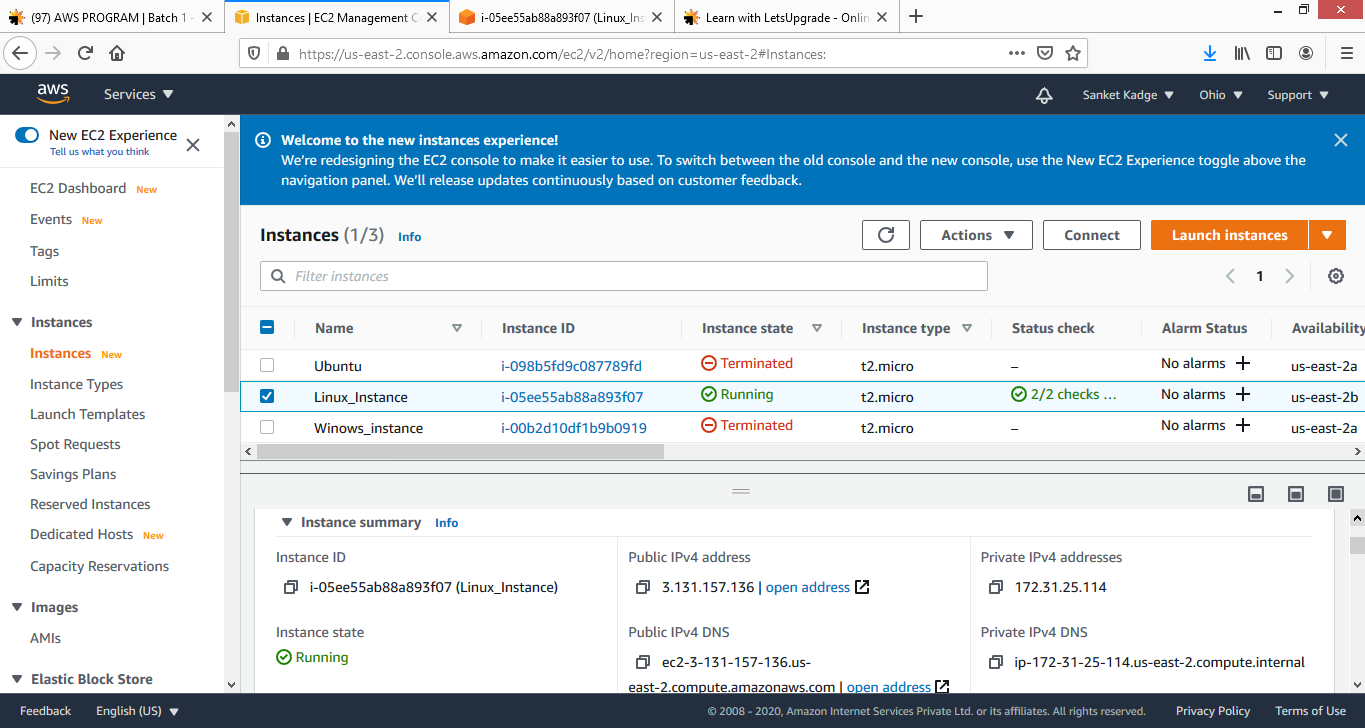 (97) AWS PROGRAM | Batch 1 -
Instances | EC2 Management C
i-05ee55ab88a893f07 (Linux_Ins
Learn with LetsUpgrade - Onlin
https://us-east-2.console.aws.amazon.com/ec2/v2/home?region=us-east-2#Instances:
aws
Services
Sanket Kadge
Ohio
Support
New EC2 Experience
Tell us what you think
EC2 Dashboard New
Events New
Tags
Limits
Instances
Instances New
Instance Types
Launch Templates
Spot Requests
Savings Plans
Reserved Instances
Dedicated Hosts New
Capacity Reservations
Images
AMIs
Elastic Block Store
Welcome to the new instances experience!
We're redesigning the EC2 console to make it easier to use. To switch between the old console and the new console, use the New EC2 Experience toggle above the
navigation panel. We'll release updates continuously based on customer feedback.
Instances (1/3) Info
Actions
Connect
Launch instances
Filter instances
1
Name Instance ID Instance state Instance type Status check Alarm Status Availability
Ubuntu i-098b5fd9c087789fd Terminated t2.micro – No alarms + us-east-2a
Linux_Instance i-05ee55ab88a893f07 Running t2.micro 2/2 checks ... No alarms + us-east-2b
Winows_instance i-00b2d10df1b9b0919 Terminated t2.micro – No alarms + us-east-2a
Instance summary Info
Instance ID
i-05ee55ab88a893f07 (Linux_Instance)
Public IPv4 address
3.131.157.136 | open address
Private IPv4 addresses
172.31.25.114
Instance state
Running
Public IPv4 DNS
ec2-3-131-157-136.us-
east-2.compute.amazonaws.com | open address
Private IPv4 DNS
ip-172-31-25-114.us-east-2.compute.internal
Feedback
English (US)
© 2008 - 2020, Amazon Internet Services Private Ltd. or its affiliates. All rights reserved.
Privacy Policy
Terms of Use